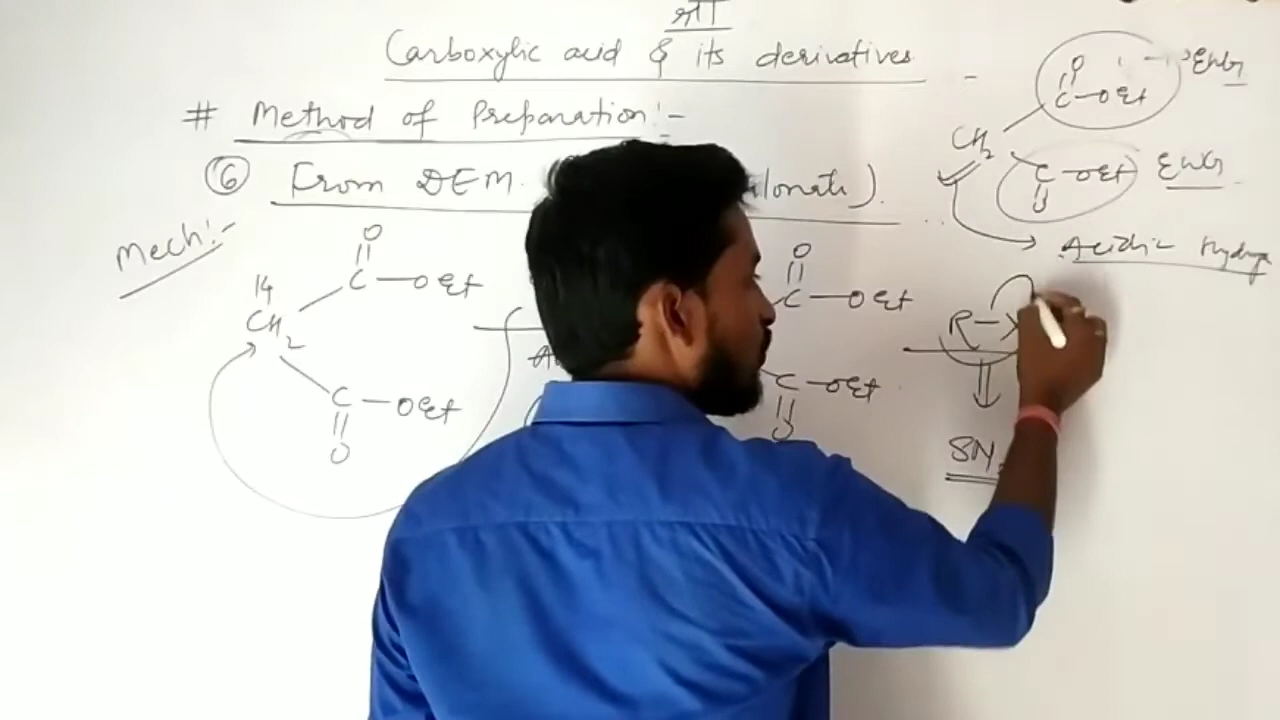 श्री
Carboxylic acid & its derivatives
# Method of Preparation:-
⑥ From DEM
Mech:-
O
C-OEt
14
CH2
C-OEt
O
O
C-OEt
C-OEt
O
O
C-OEt
EWG
CH2
C-OEt
EWG
O
Acidic
R-X
SN2